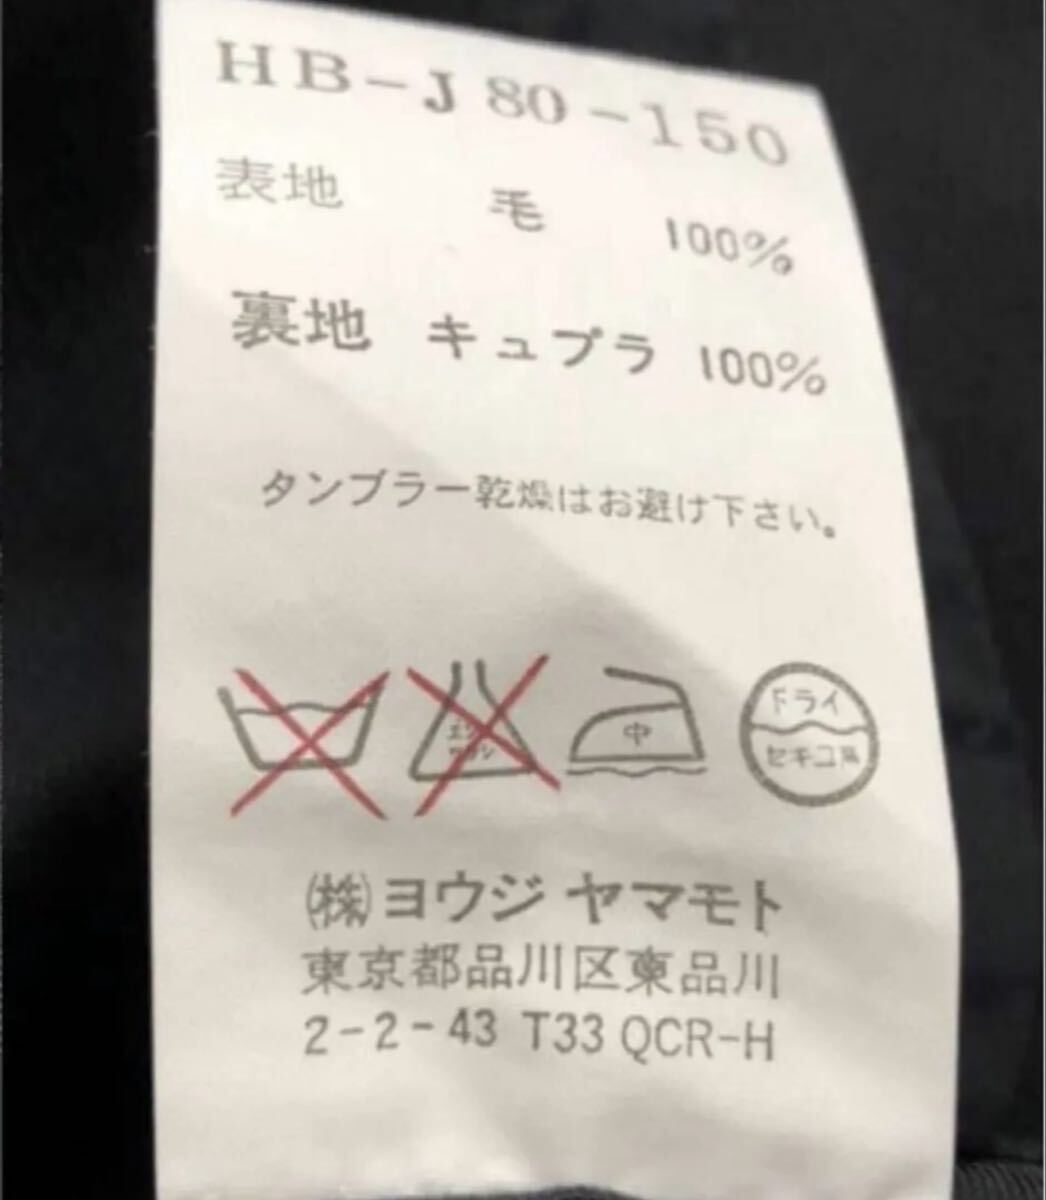 HB-J80-150
表地 毛 100%
裏地 キュプラ 100%
タンブラー乾燥はお避け下さい。
中
ドライ
セキユ系
㈱ヨウジ ヤマモト
東京都品川区東品川
2-2-43 T33 QCR-H